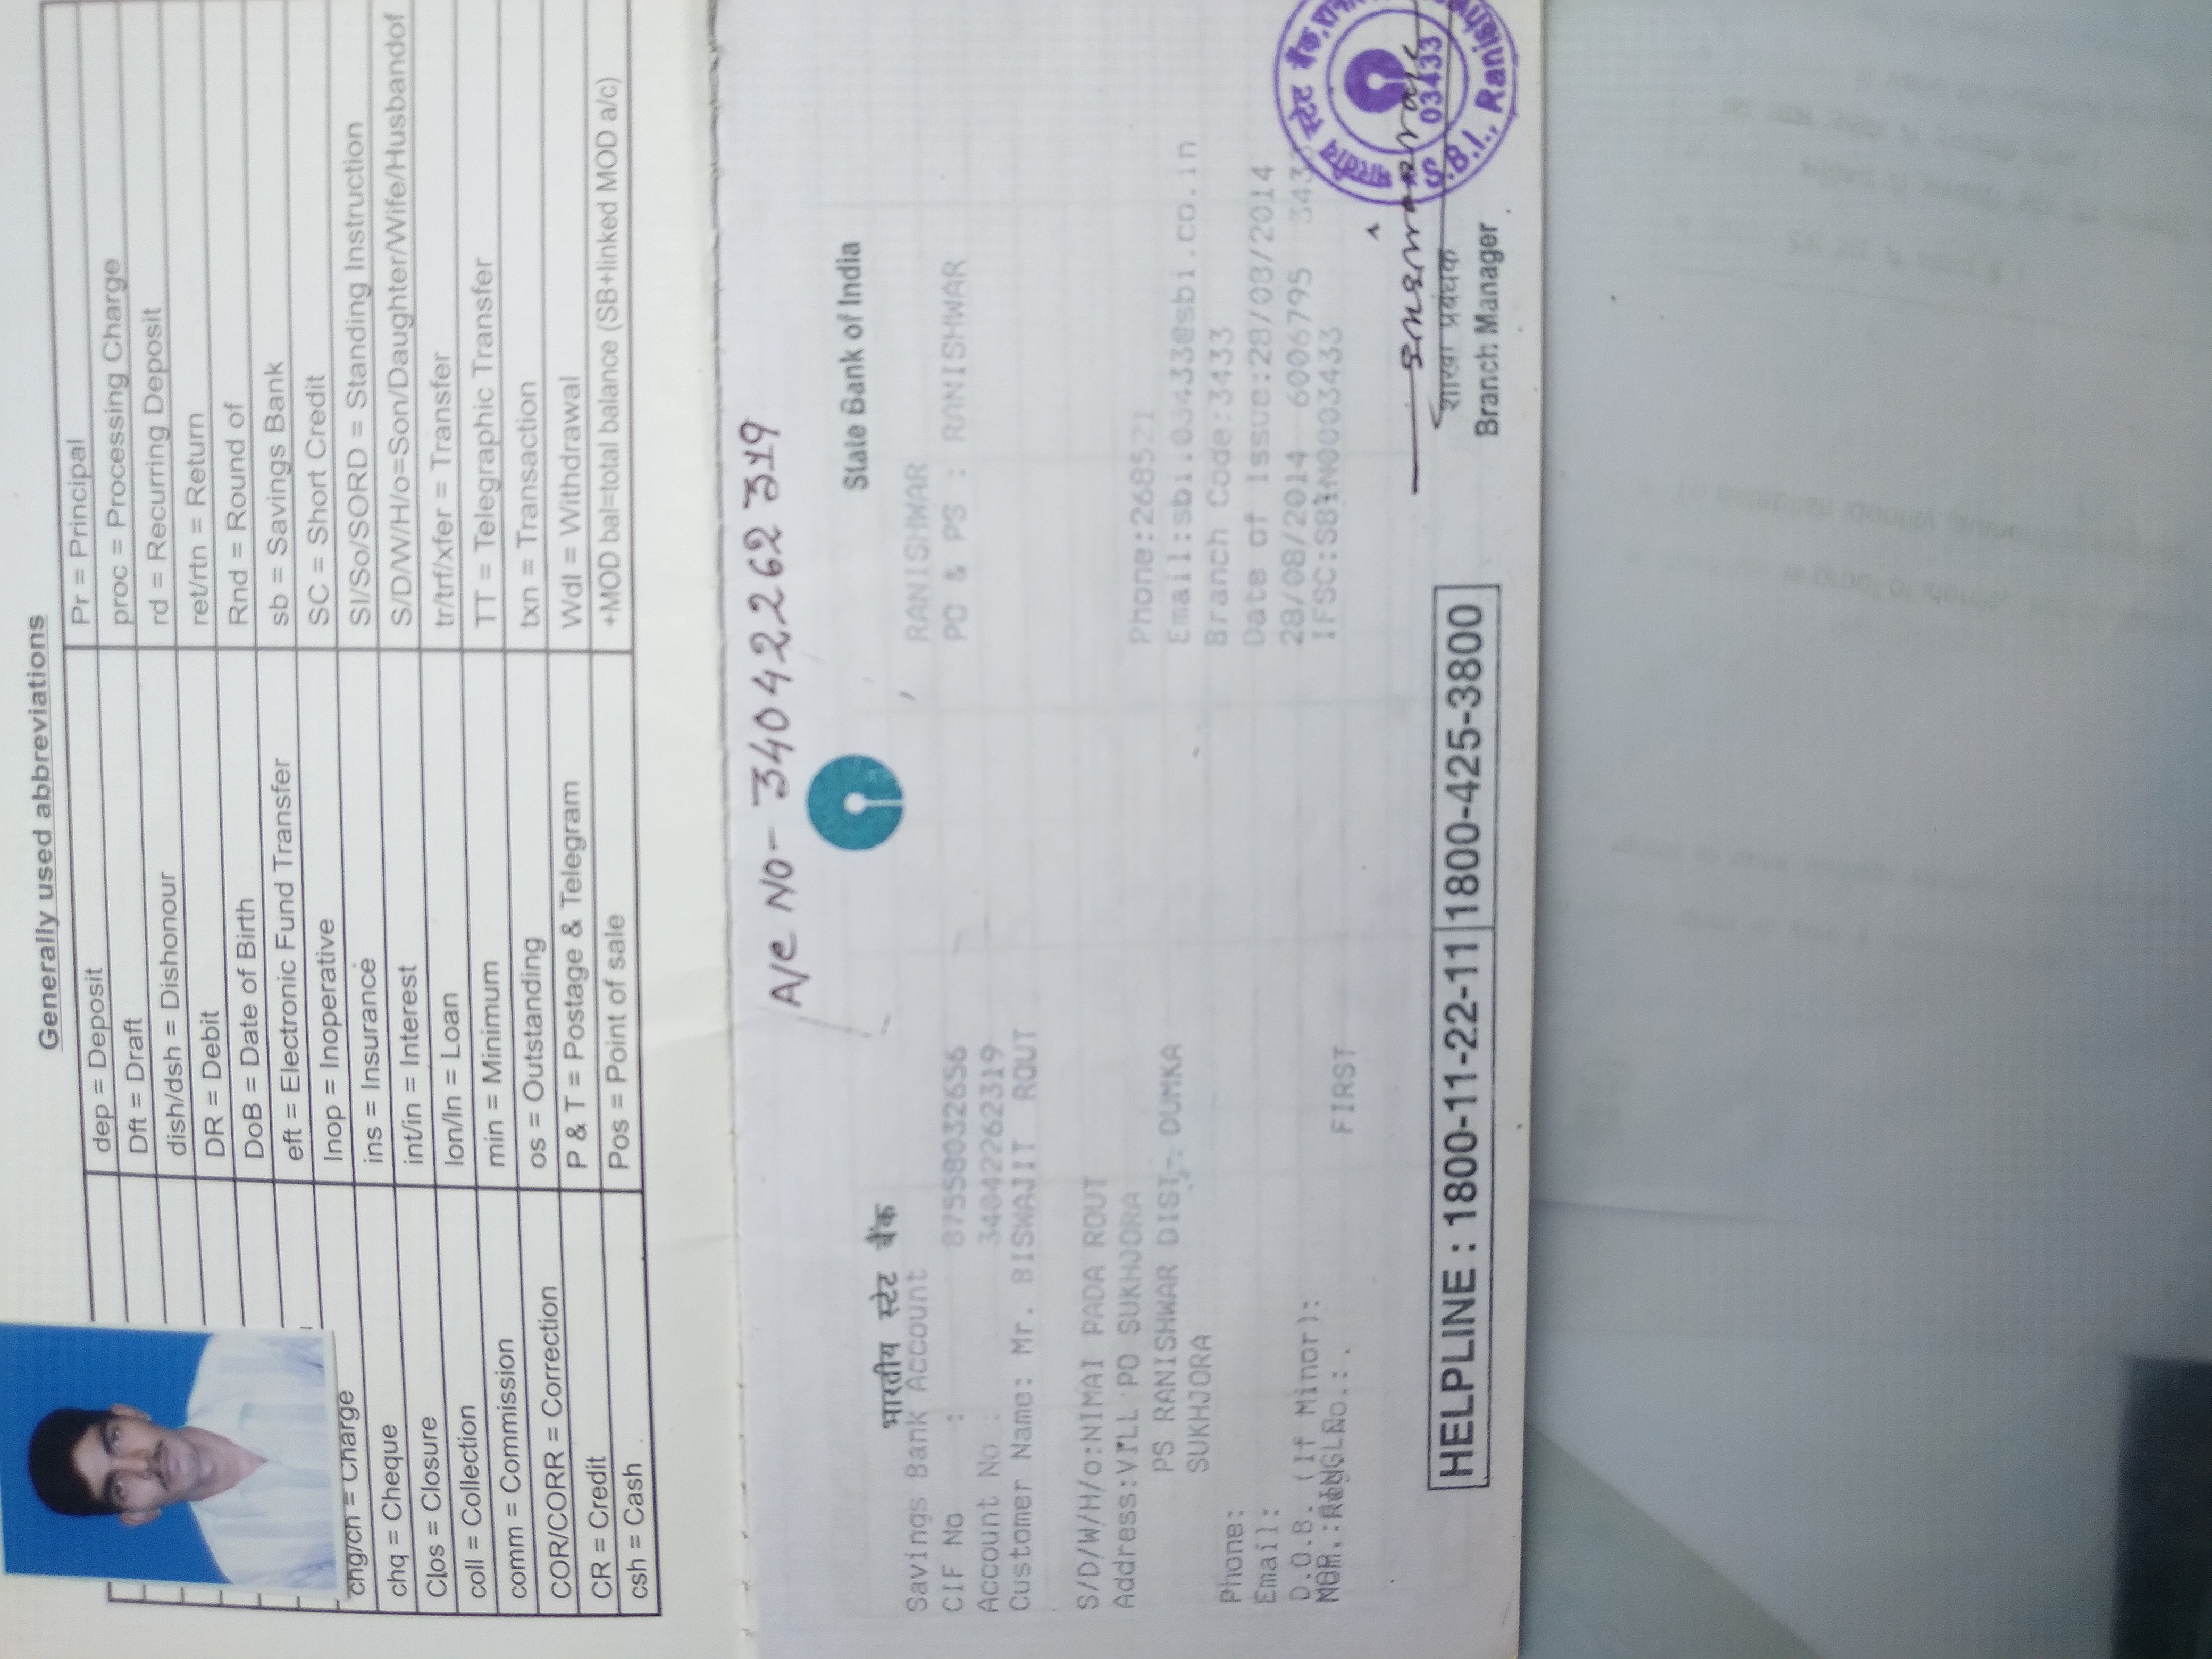 Generally used abbreviations
dep = Deposit Pr = Principal
Dft = Draft proc = Processing Charge
dish/dsh = Dishonour rd = Recurring Deposit
DR = Debit ret/rtn = Return
DoB = Date of Birth Rnd = Round of
eft = Electronic Fund Transfer sb = Savings Bank
Inop = Inoperative SC = Short Credit
chg/ch = Charge ins = Insurance SI/So/SORD = Standing Instruction
chq = Cheque int/in = Interest S/D/W/H/o=Son/Daughter/Wife/Husbandof
Clos = Closure lon/ln = Loan tr/trf/xfer = Transfer
coll = Collection min = Minimum TT = Telegraphic Transfer
comm = Commission os = Outstanding txn = Transaction
COR/CORR = Correction P & T = Postage & Telegram Wdl = Withdrawal
CR = Credit Pos = Point of sale +MOD bal=total balance (SB+linked MOD a/c)
csh = Cash
A/c No- 34042262319
भारतीय स्टेट बैंक State Bank of India
Savings Bank Account RANISHWAR
CIF No : 87558032656 PO & PS : RANISHWAR
Account No : 34042262319
Customer Name: Mr. BISWAJIT ROUT
S/D/W/H/o:NIMAI PADA ROUT
Address:VILL PO SUKHJORA Phone:268521
PS RANISHWAR DIST-: DUMKA Email:sbi.03433@sbi.co.in
SUKHJORA Branch Code:3433
Phone: Date of Issue:28/08/2014
Email: 28/08/2014 6006795
D.O.B. (If Minor): IFSC:SBIN0003433
FIRST
भारतीय स्टेट बैंक,
03433
S.B.I.,
शाखा प्रबंधक
Branch Manager
HELPLINE : 1800-11-22-11 1800-425-3800